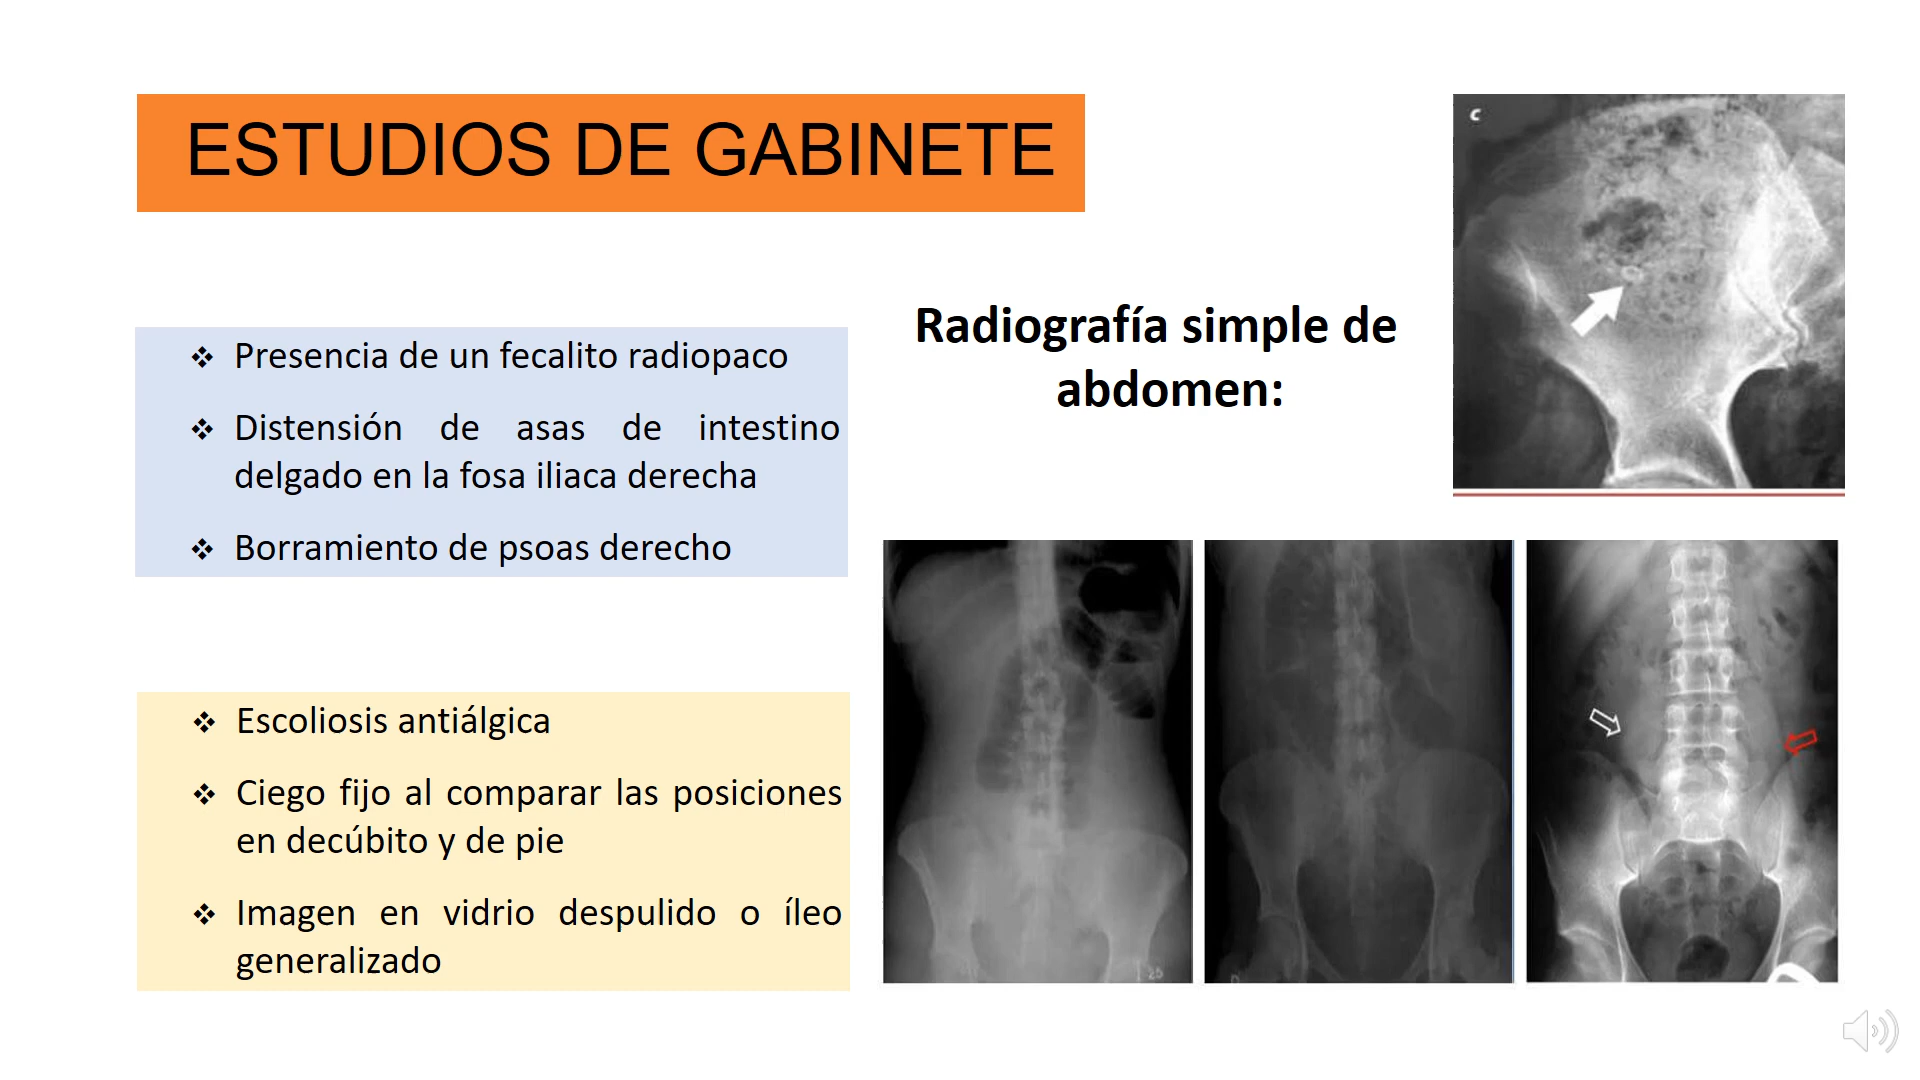 ESTUDIOS DE GABINETE
c
❖ Presencia de un fecalito radiopaco
❖ Distensión de asas de intestino
delgado en la fosa iliaca derecha
❖ Borramiento de psoas derecho
Radiografía simple de
abdomen:
❖ Escoliosis antiálgica
❖ Ciego fijo al comparar las posiciones
en decúbito y de pie
❖ Imagen en vidrio despulido o íleo
generalizado